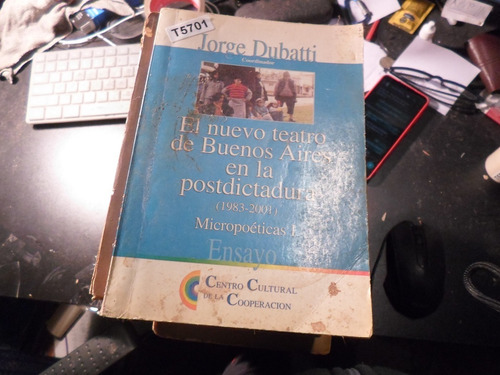 T5701
Jorge Dubatti
Coordinador
El nuevo teatro
de Buenos Aires
en la
postdictadura
(1983-2001)
Micropoéticas I
Ensayo
CENTRO CULTURAL
DE LA COOPERACION